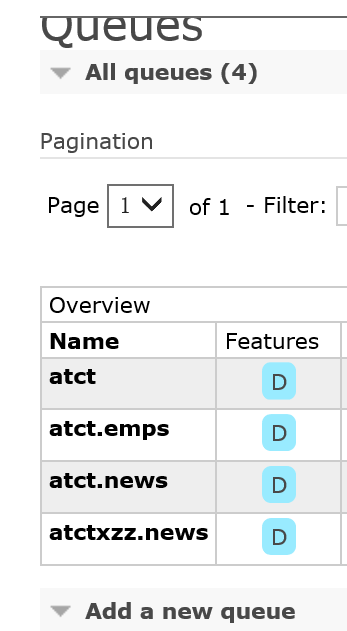 Queues
All queues (4)
Pagination
Page 1 of 1 - Filter:
Overview
Name Features
atct D
atct.emps D
atct.news D
atctxzz.news D
Add a new queue